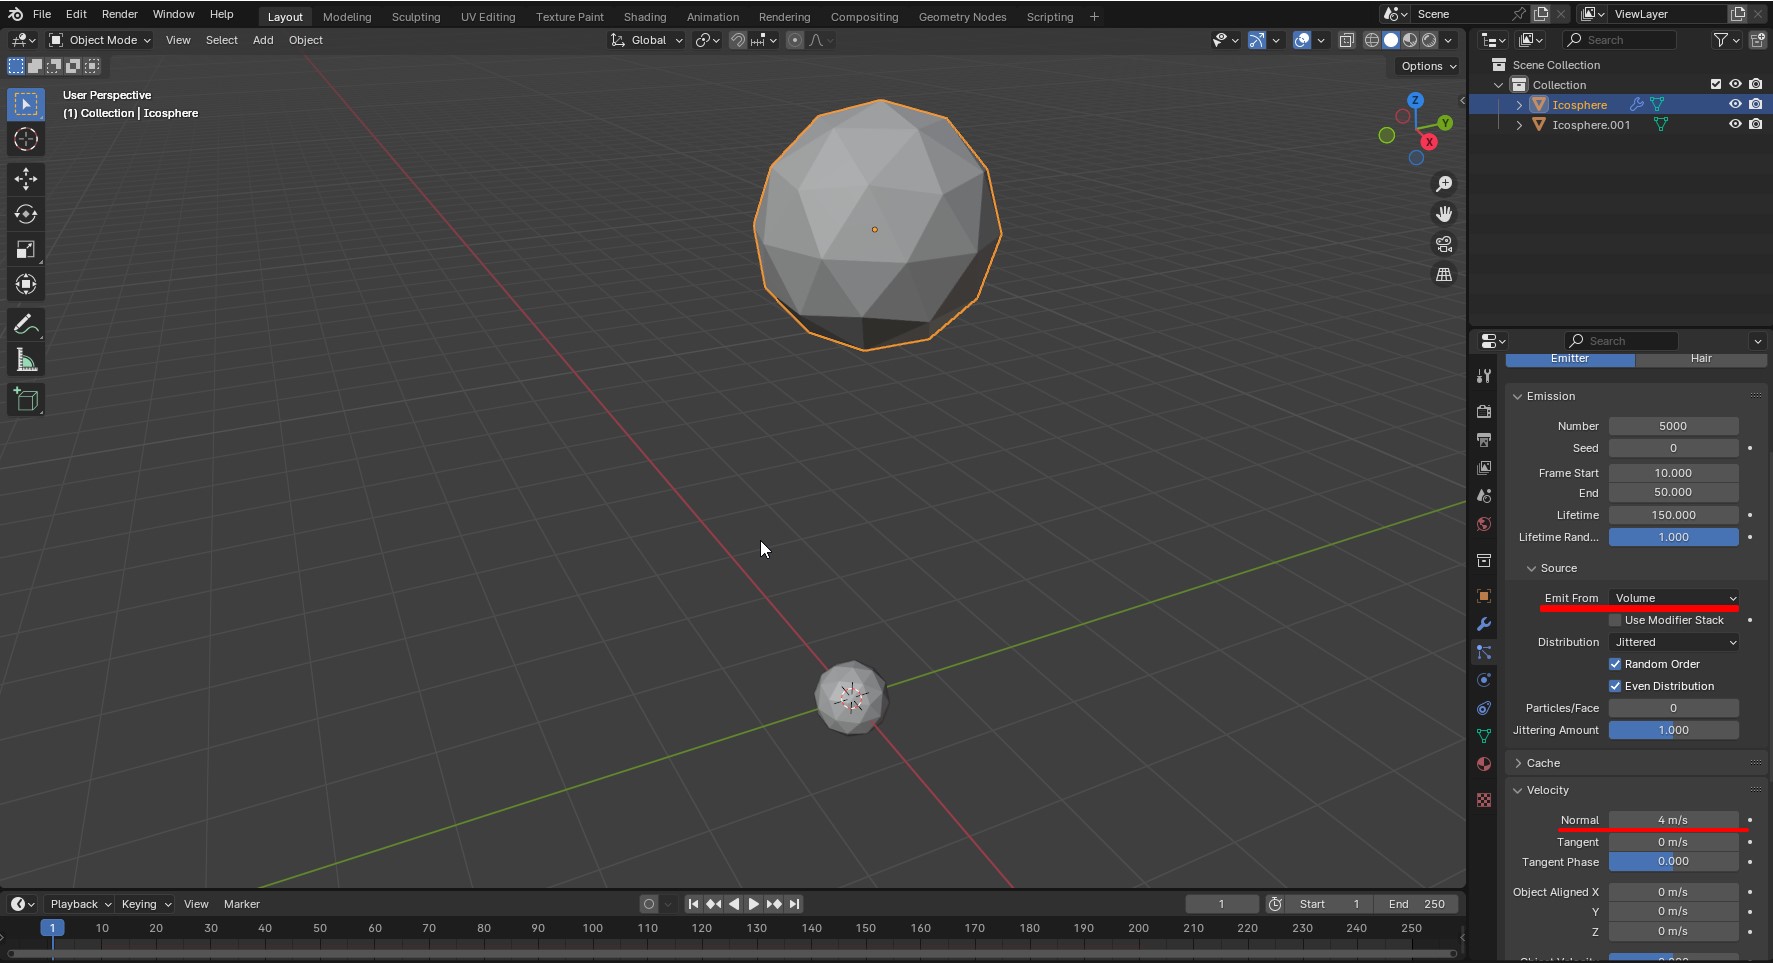 File Edit Render Window Help Layout Modeling Sculpting UV Editing Texture Paint Shading Animation Rendering Compositing Geometry Nodes Scripting + Scene ViewLayer
Object Mode View Select Add Object Global Search
Options
User Perspective
(1) Collection | Icosphere
Z
Y
X
Scene Collection
Collection
Icosphere
Icosphere.001
Search
Emitter Hair
Emission
Number 5000
Seed 0
Frame Start 10.000
End 50.000
Lifetime 150.000
Lifetime Rand... 1.000
Source
Emit From Volume
Use Modifier Stack
Distribution Jittered
Random Order
Even Distribution
Particles/Face 0
Jittering Amount 1.000
Cache
Velocity
Normal 4 m/s
Tangent 0 m/s
Tangent Phase 0.000
Object Aligned X 0 m/s
Y 0 m/s
Z 0 m/s
Playback Keying View Marker 1 Start 1 End 250
1 10 20 30 40 50 60 70 80 90 100 110 120 130 140 150 160 170 180 190 200 210 220 230 240 250